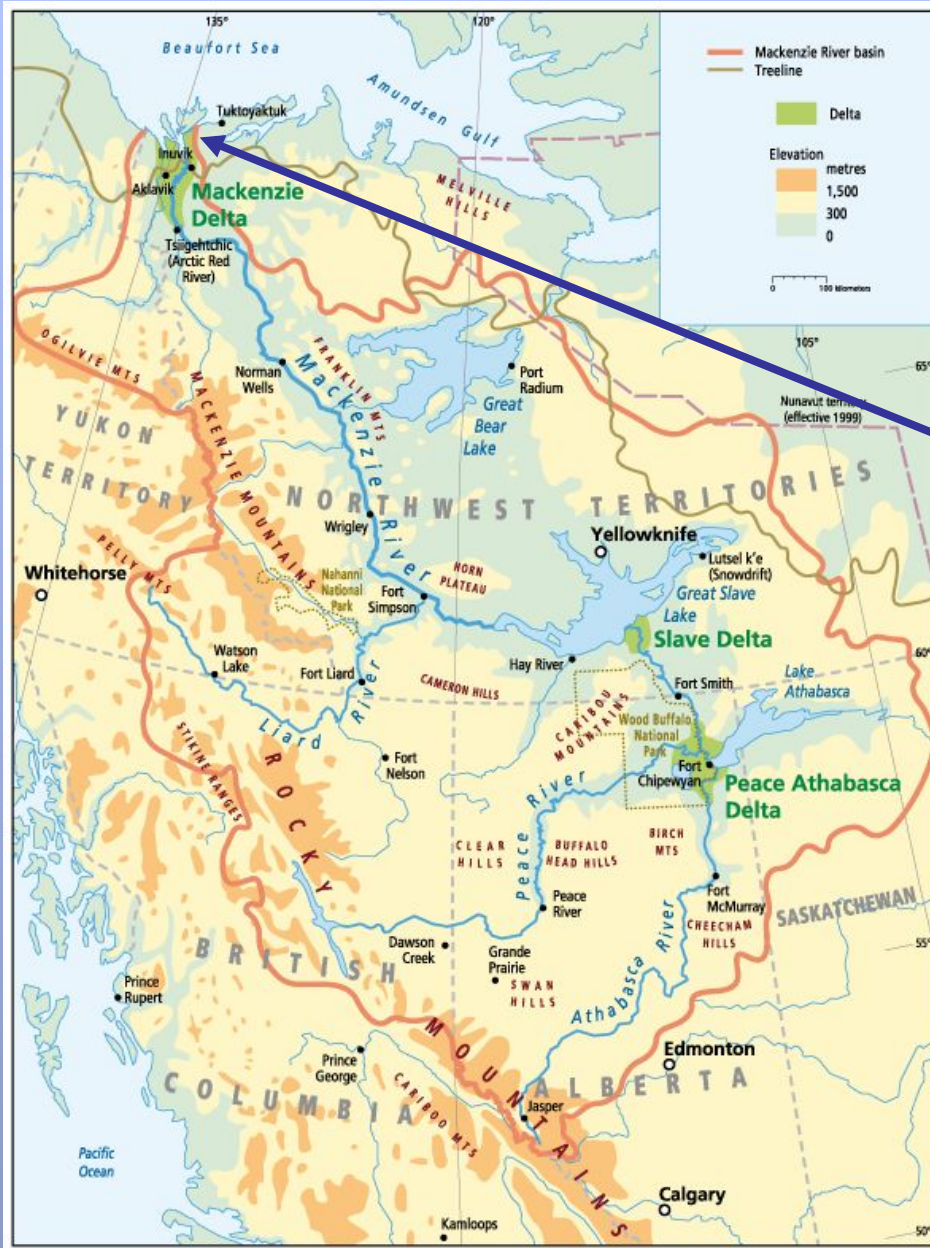 135°
120°
Beaufort Sea
Amundsen Gulf
Mackenzie River basin
Treeline
Delta
Elevation
metres
1,500
300
0
0 100 kilometers
Tuktoyaktuk
Inuvik
Aklavik
Mackenzie
Delta
Tsiigehtchic
(Arctic Red
River)
MELVILLE
HILLS
105°
65°
Nunavut territory
(effective 1999)
OGILVIE MTS
Norman
Wells
FRANKLIN MTS
Mackenzie River
Port
Radium
Great
Bear
Lake
YUKON
TERRITORY
MACKENZIE MOUNTAINS
NORTHWEST TERRITORIES
Wrigley
Yellowknife
Lutsel k'e
(Snowdrift)
PELLY MTS
Whitehorse
Nahanni
National
Park
Fort
Simpson
HORN
PLATEAU
Great Slave
Lake
Slave Delta
60°
Watson
Lake
Fort Liard
Liard River
CAMERON HILLS
Hay River
Fort Smith
Lake
Athabasca
CARIBOU
MOUNTAINS
Wood Buffalo
National
Park
STIKINE RANGES
ROCKY MOUNTAINS
Fort
Nelson
Fort
Chipewyan
Peace Athabasca
Delta
Peace River
CLEAR
HILLS
BUFFALO
HEAD HILLS
BIRCH
MTS
Peace
River
Fort
McMurray
SASKATCHEWAN
CHEECHAM
HILLS
55°
Dawson
Creek
Grande
Prairie
SWAN
HILLS
Athabasca River
BRITISH
COLUMBIA
Prince
Rupert
Prince
George
CARIBOO MTS
Edmonton
ALBERTA
Jasper
Pacific
Ocean
Calgary
Kamloops
50°